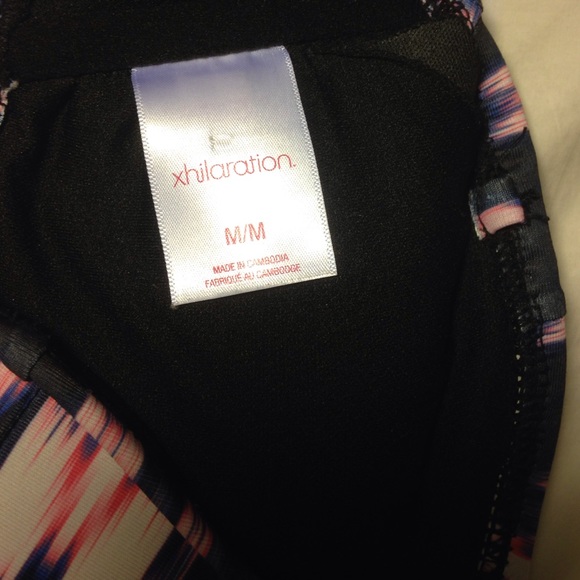 xhilaration.
M/M
MADE IN CAMBODIA
FABRIQUÉ AU CAMBODGE